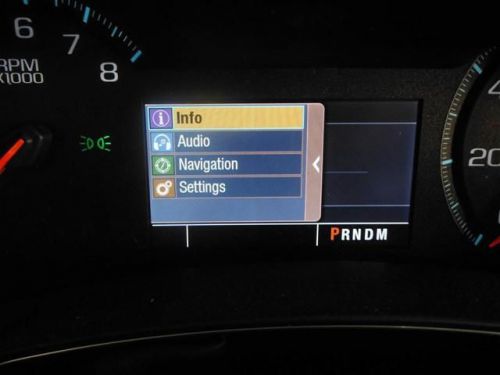 6
7
8
RPM
X1000
Info
Audio
Navigation
Settings
PRNDM
20